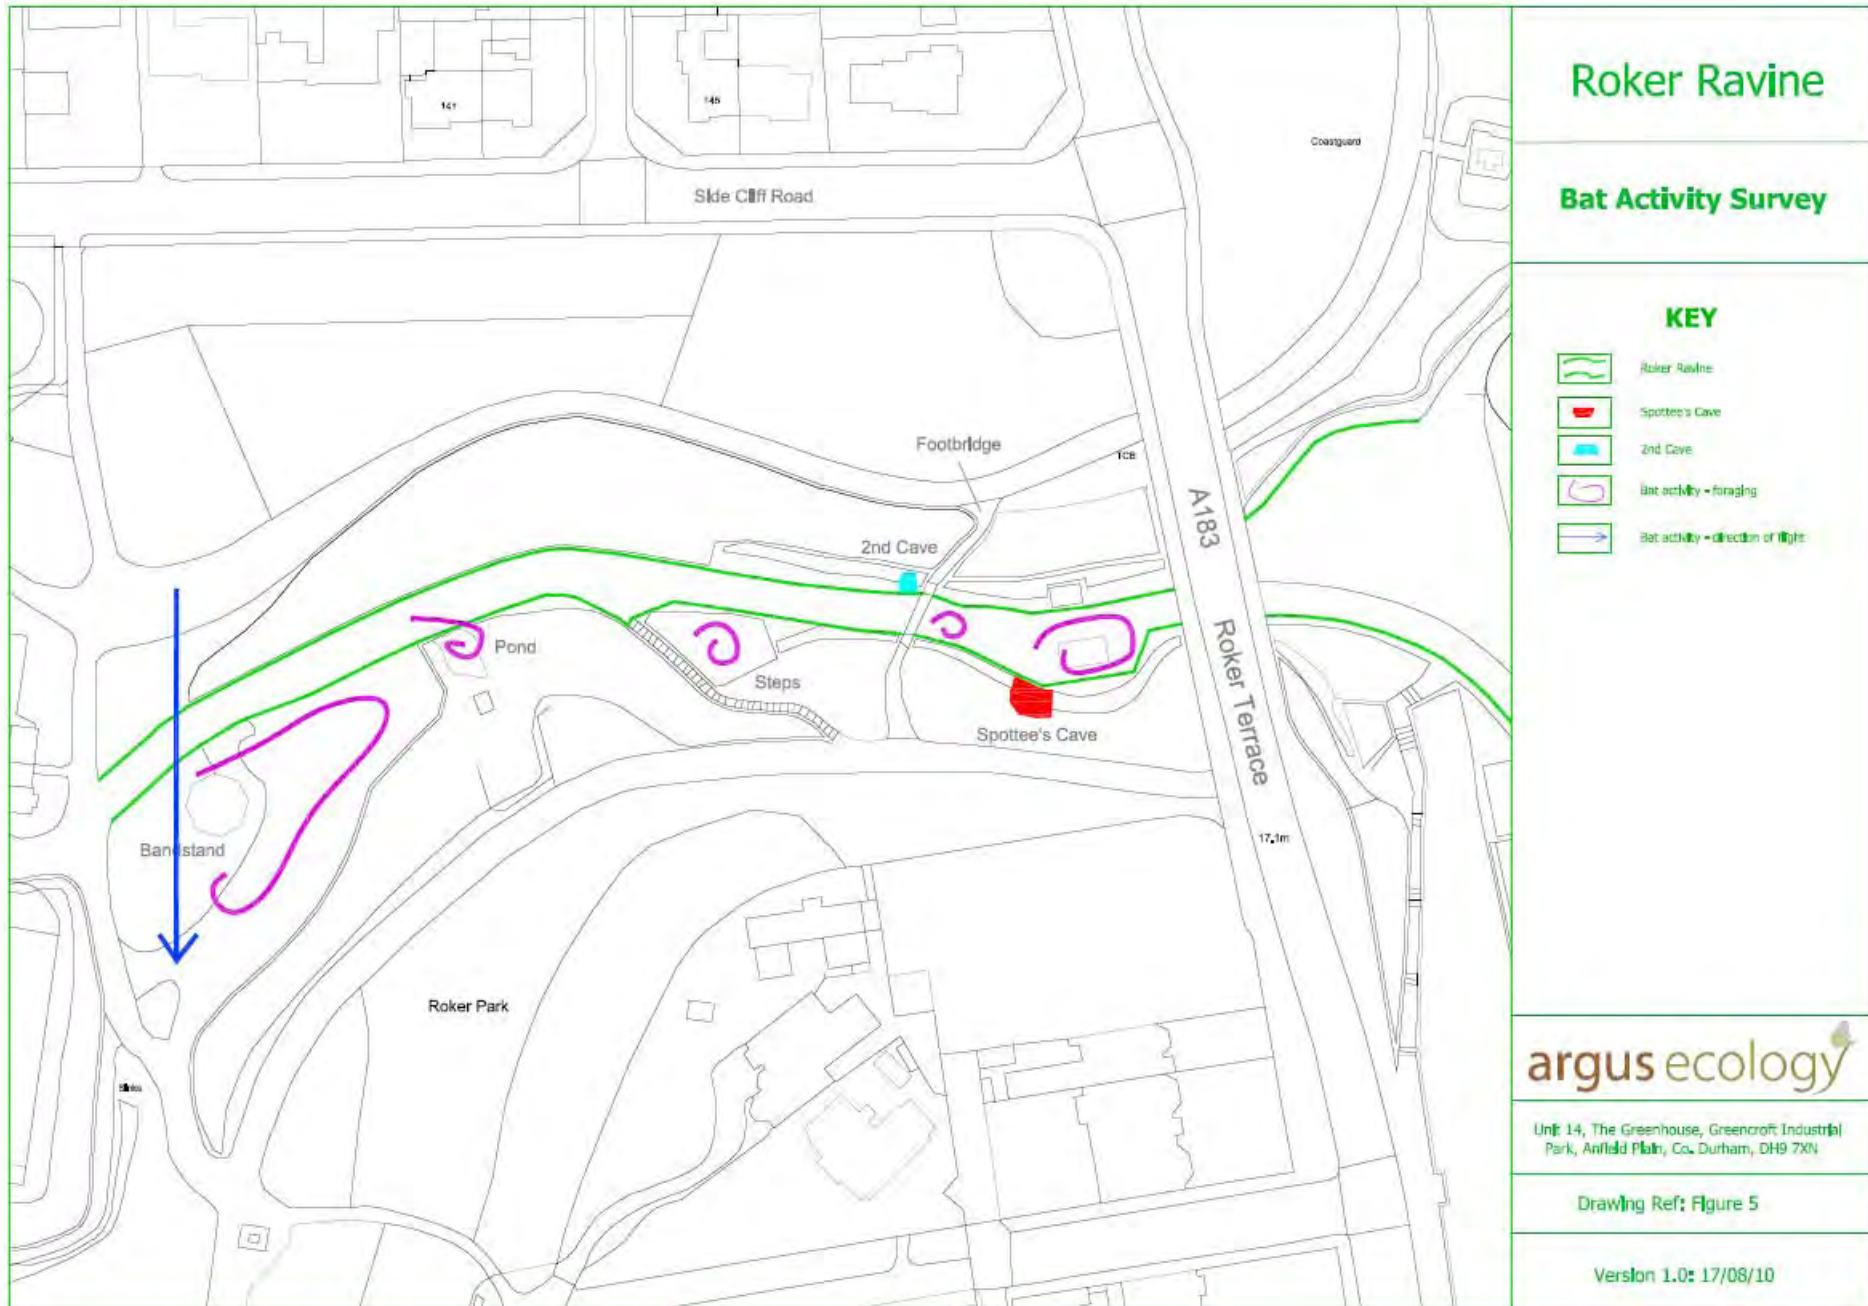 Roker Ravine
Bat Activity Survey
KEY
Roker Ravine
Spottee's Cave
2nd Cave
Bat activity - foraging
Bat activity - direction of flight
argus ecology
Unit 14, The Greenhouse, Greencroft Industrial
Park, Anfield Plain, Co. Durham, DH9 7XN
Drawing Ref: Figure 5
Version 1.0: 17/08/10
141
145
Coastguard
Side Cliff Road
Footbridge
TCB
A183
2nd Cave
Pond
Steps
Roker Terrace
Spottee's Cave
17.1m
Bandstand
Roker Park